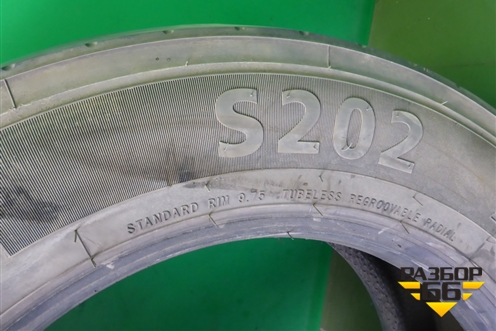 S202
STANDARD RIM 9.75 TUBELESS REGROOVABLE RADIAL
РАЗБОР
66